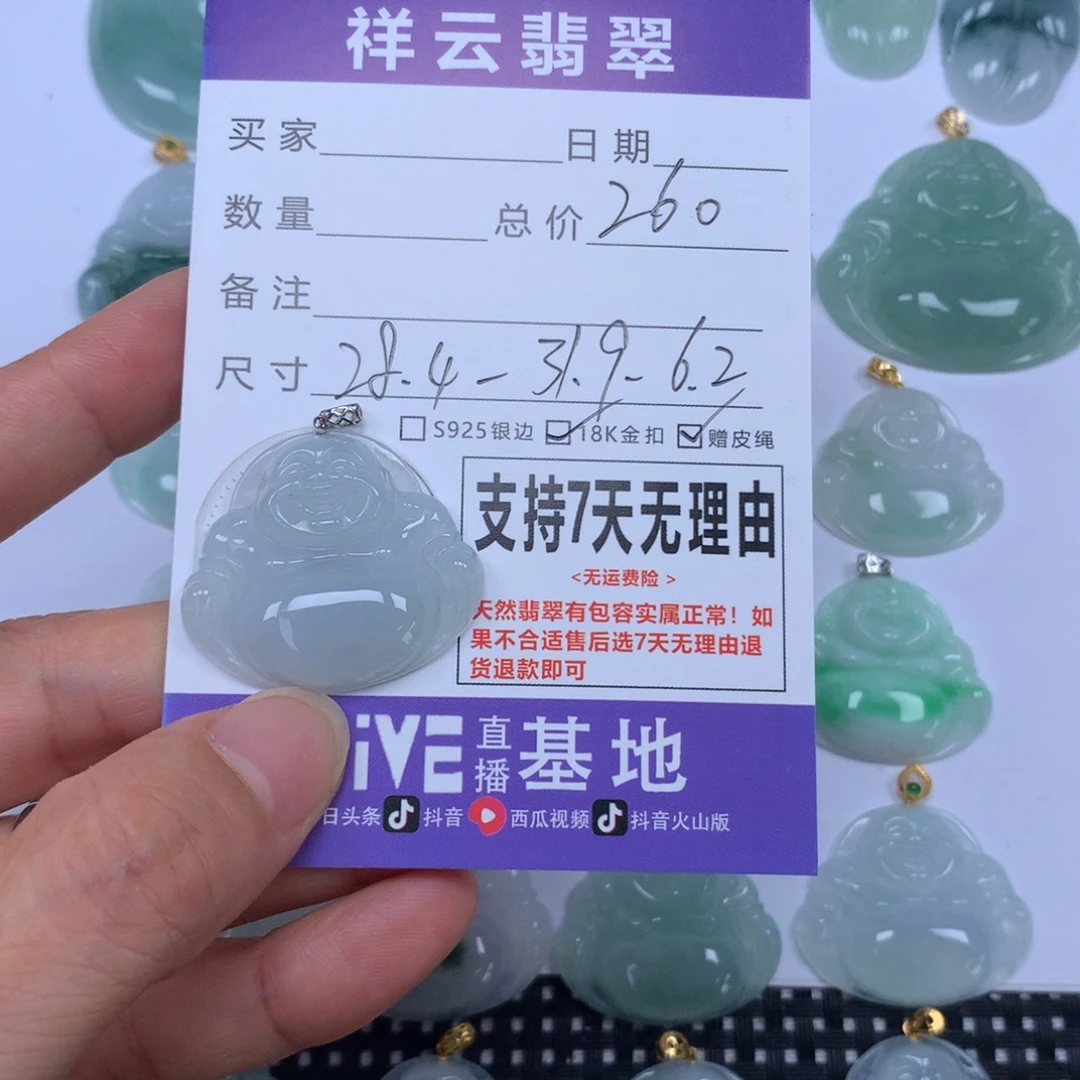 祥云翡翠
买家 日期
数量 总价 260
备注
尺寸 28.4-31.9-6.2
S925银边 18K金扣 赠皮绳
支持7天无理由
<无运费险>
天然翡翠有包容实属正常！如
果不合适售后选7天无理由退
货退款即可
iVE 直播 基地
日头条 抖音 西瓜视频 抖音火山版